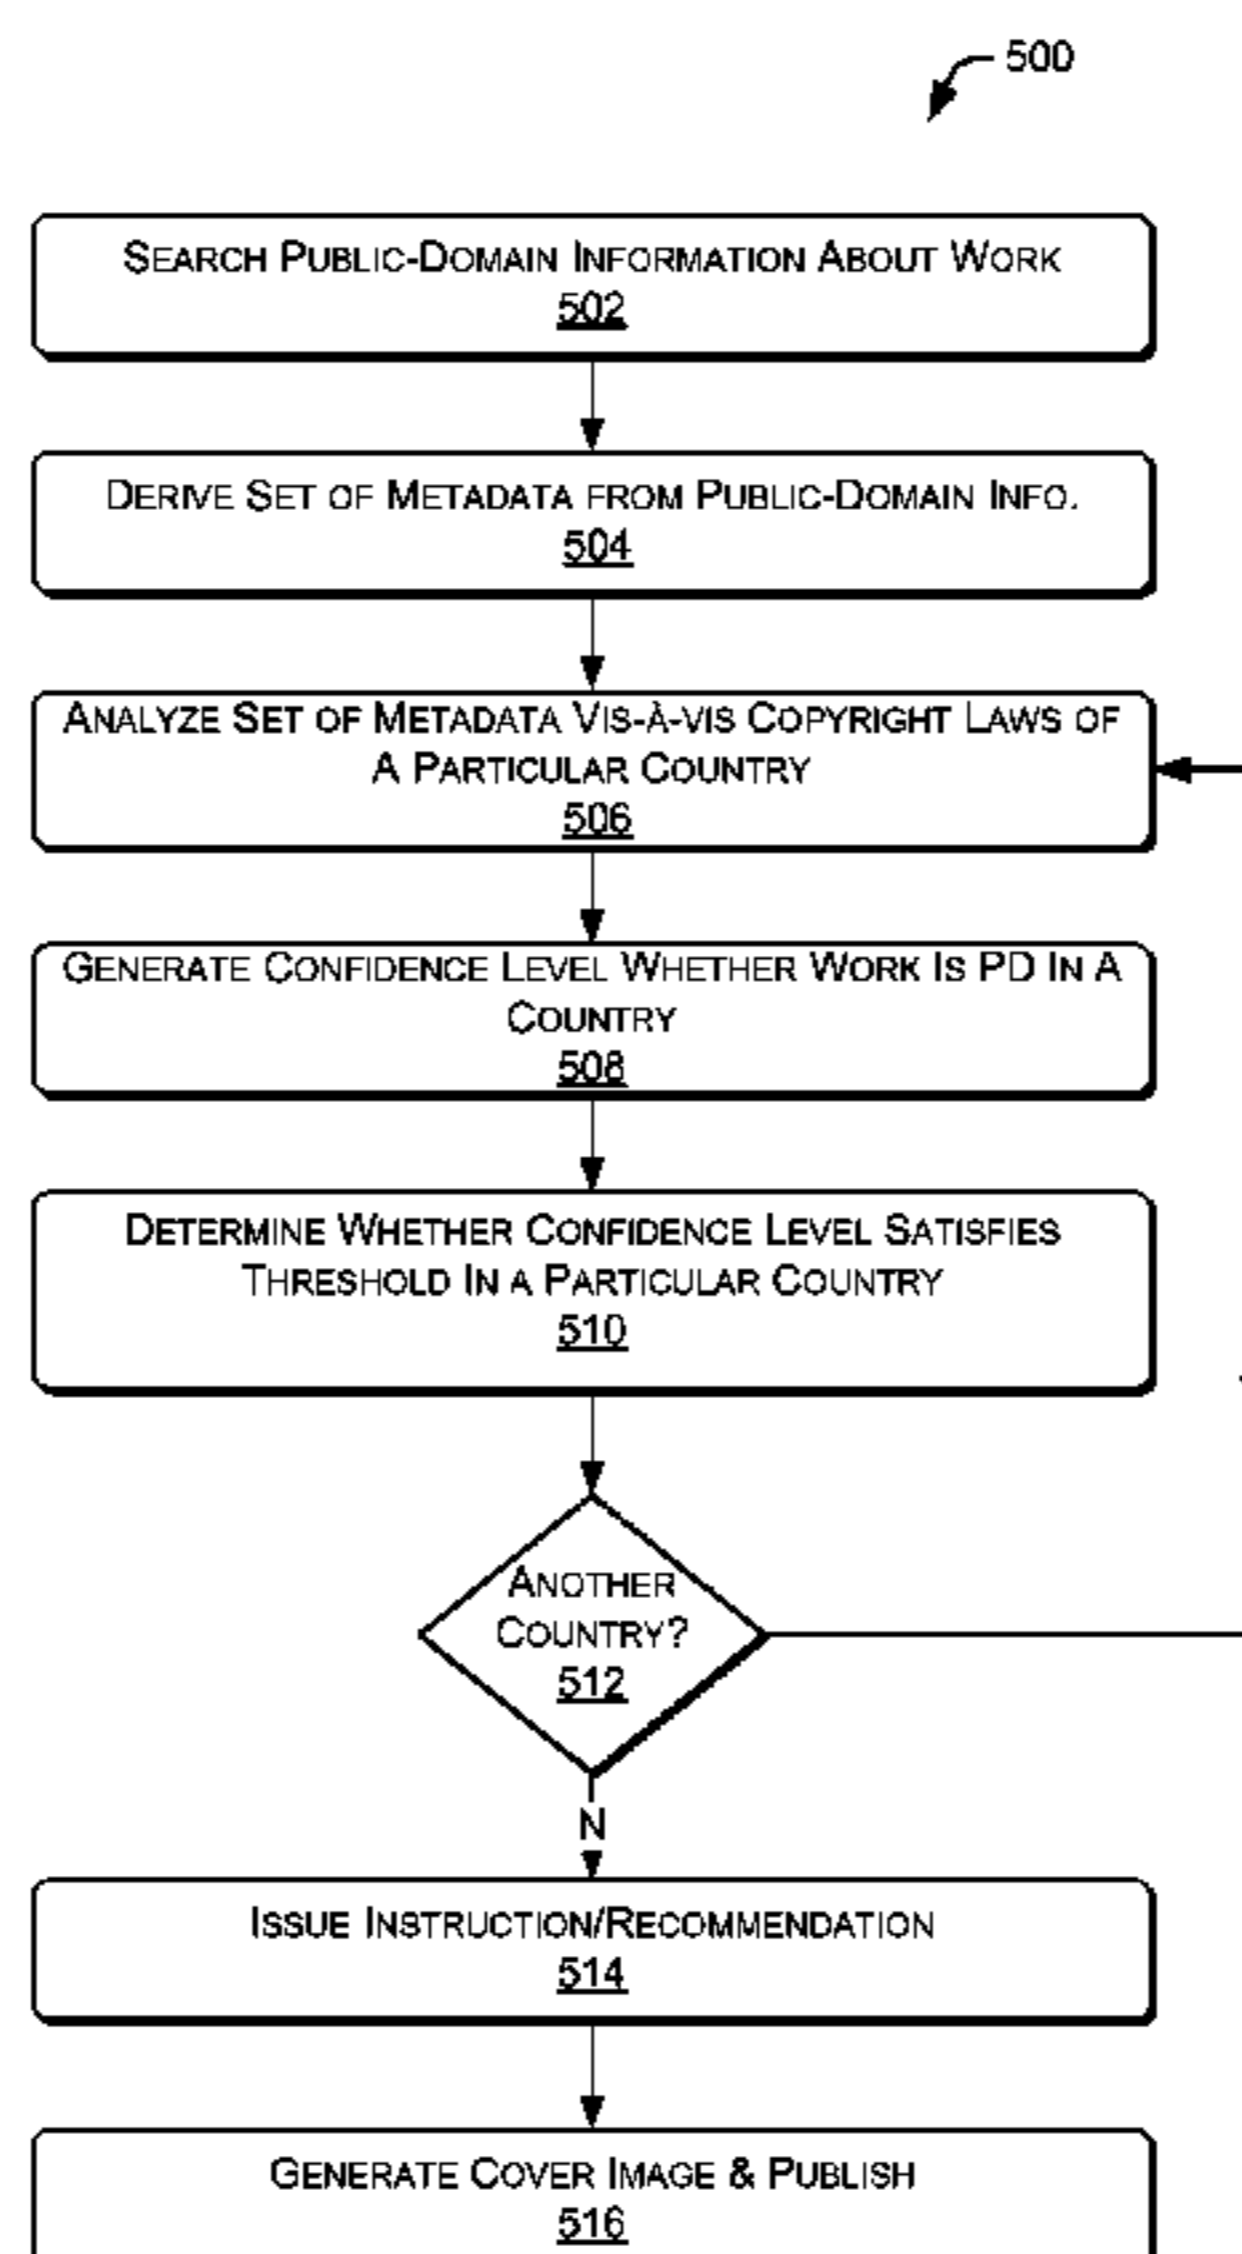 500
SEARCH PUBLIC-DOMAIN INFORMATION ABOUT WORK
502
DERIVE SET OF METADATA FROM PUBLIC-DOMAIN INFO.
504
ANALYZE SET OF METADATA VIS-À-VIS COPYRIGHT LAWS OF
A PARTICULAR COUNTRY
506
GENERATE CONFIDENCE LEVEL WHETHER WORK IS PD IN A
COUNTRY
508
DETERMINE WHETHER CONFIDENCE LEVEL SATISFIES
THRESHOLD IN A PARTICULAR COUNTRY
510
ANOTHER
COUNTRY?
512
N
ISSUE INSTRUCTION/RECOMMENDATION
514
GENERATE COVER IMAGE & PUBLISH
516